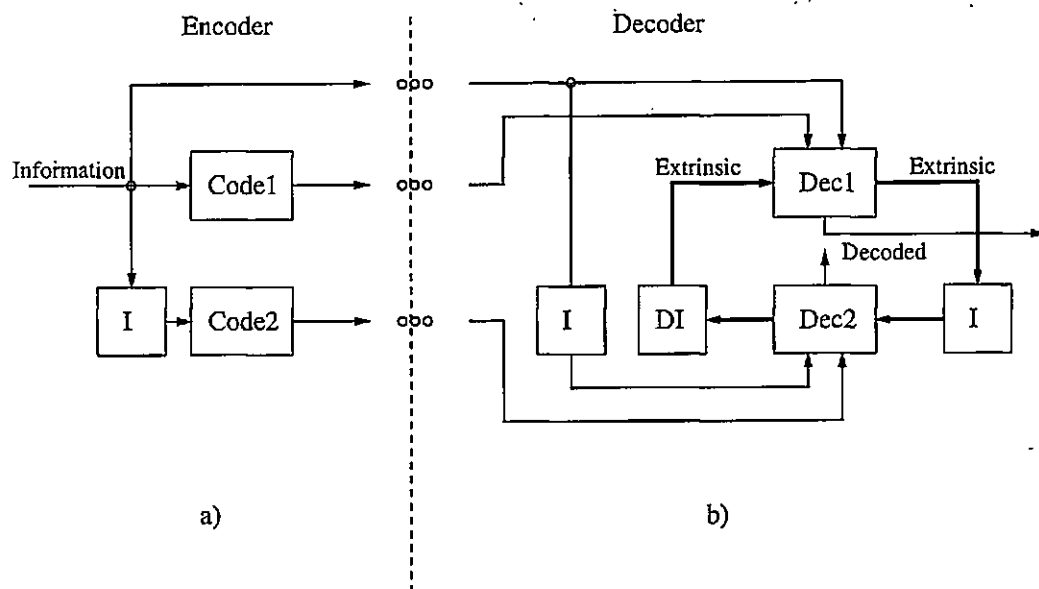 Encoder
Decoder
Information
Code1
Extrinsic
Dec1
Extrinsic
Decoded
I
Code2
I
DI
Dec2
I
a)
b)